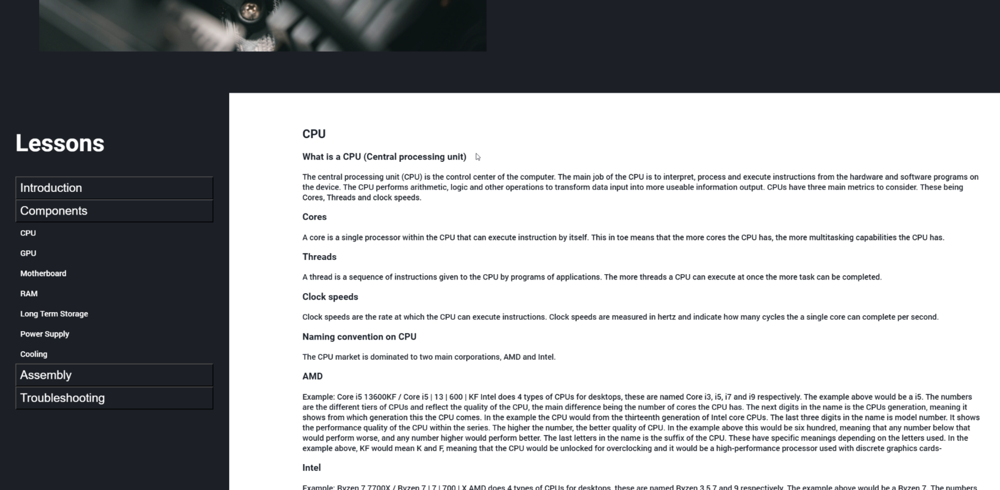 Lessons
Introduction
Components
CPU
GPU
Motherboard
RAM
Long Term Storage
Power Supply
Cooling
Assembly
Troubleshooting
CPU
What is a CPU (Central processing unit)
The central processing unit (CPU) is the control center of the computer. The main job of the CPU is to interpret, process and execute instructions from the hardware and software programs on
the device. The CPU performs arithmetic, logic and other operations to transform data input into more useable information output. CPUs have three main metrics to consider. These being
Cores, Threads and clock speeds.
Cores
A core is a single processor within the CPU that can execute instruction by itself. This in toe means that the more cores the CPU has, the more multitasking capabilities the CPU has.
Threads
A thread is a sequence of instructions given to the CPU by programs of applications. The more threads a CPU can execute at once the more task can be completed.
Clock speeds
Clock speeds are the rate at which the CPU can execute instructions. Clock speeds are measured in hertz and indicate how many cycles the a single core can complete per second.
Naming convention on CPU
The CPU market is dominated to two main corporations, AMD and Intel.
AMD
Example: Core i5 13600KF / Core i5 | 13 | 600 | KF Intel does 4 types of CPUs for desktops, these are named Core i3, i5, i7 and i9 respectively. The example above would be a i5. The numbers
are the different tiers of CPUs and reflect the quality of the CPU, the main difference being the number of cores the CPU has. The next digits in the name is the CPUs generation, meaning it
shows from which generation this the CPU comes. In the example the CPU would from the thirteenth generation of Intel core CPUs. The last three digits in the name is model number. It shows
the performance quality of the CPU within the series. The higher the number, the better quality of CPU. In the example above this would be six hundred, meaning that any number below that
would perform worse, and any number higher would perform better. The last letters in the name is the suffix of the CPU. These have specific meanings depending on the letters used. In the
example above, KF would mean K and F, meaning that the CPU would be unlocked for overclocking and it would be a high-performance processor used with discrete graphics cards-
Intel
Example: Ryzen 7 7700X / Ryzen 7 | 7 | 700 | X AMD does 4 types of CPUs for desktops, these are named Ryzen 3,5,7 and 9 respectively. The example above would be a Ryzen 7. The numbers